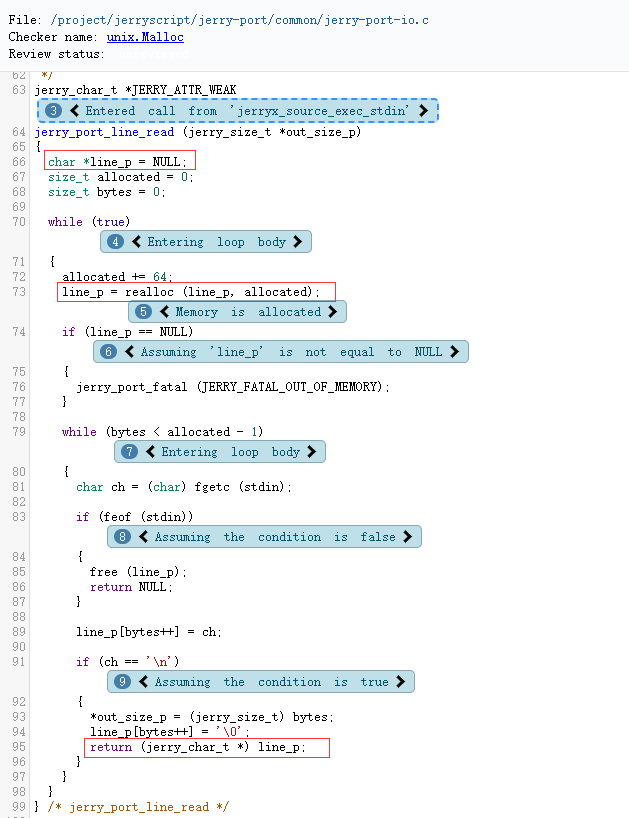 File: /project/jerryscript/jerry-port/common/jerry-port-io.c
Checker name: unix.Malloc
Review status:
62 */
63 jerry_char_t *JERRY_ATTR_WEAK
3 Entered call from 'jerryx_source_exec_stdin'
64 jerry_port_line_read (jerry_size_t *out_size_p)
65 {
66 char *line_p = NULL;
67 size_t allocated = 0;
68 size_t bytes = 0;
69
70 while (true)
4 Entering loop body
71 {
72 allocated += 64;
73 line_p = realloc (line_p, allocated);
5 Memory is allocated
74 if (line_p == NULL)
6 Assuming 'line_p' is not equal to NULL
75 {
76 jerry_port_fatal (JERRY_FATAL_OUT_OF_MEMORY);
77 }
78
79 while (bytes < allocated - 1)
7 Entering loop body
80 {
81 char ch = (char) fgetc (stdin);
82
83 if (feof (stdin))
8 Assuming the condition is false
84 {
85 free (line_p);
86 return NULL;
87 }
88
89 line_p[bytes++] = ch;
90
91 if (ch == '\n')
9 Assuming the condition is true
92 {
93 *out_size_p = (jerry_size_t) bytes;
94 line_p[bytes++] = '\0';
95 return (jerry_char_t *) line_p;
96 }
97 }
98 }
99 } /* jerry_port_line_read */